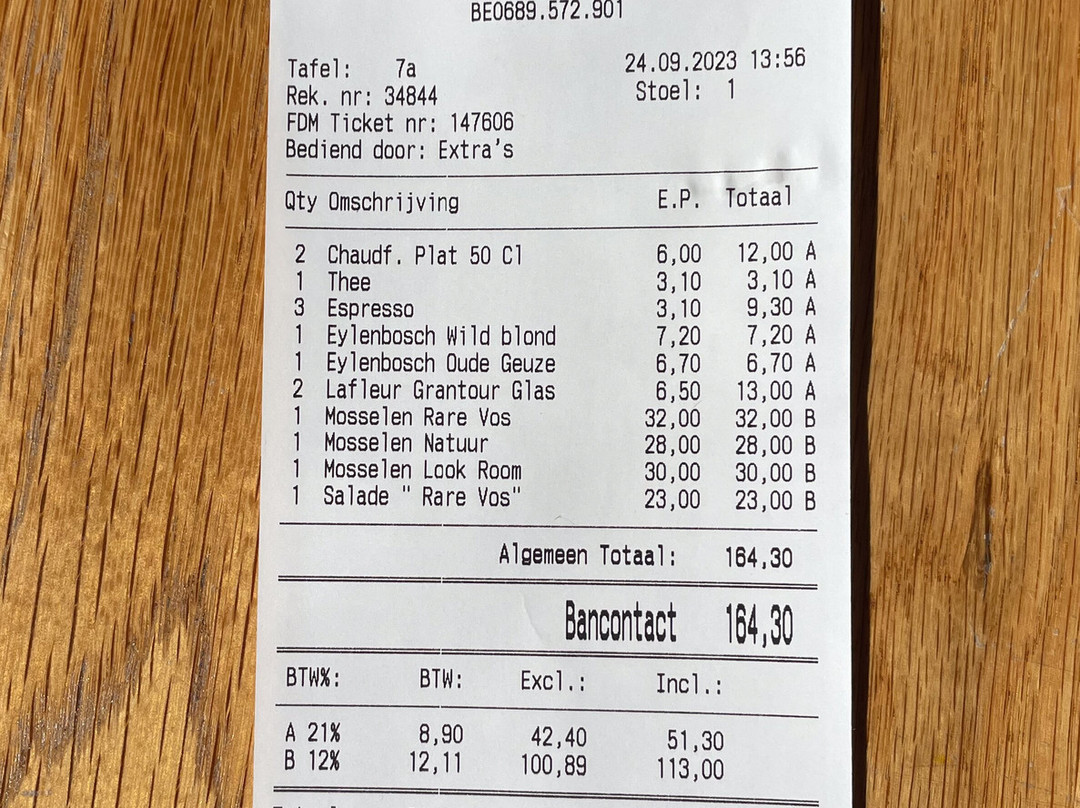 BE0689.572.901
Tafel: 7a 24.09.2023 13:56
Rek. nr: 34844 Stoel: 1
FDM Ticket nr: 147606
Bediend door: Extra's
Qty Omschrijving E.P. Totaal
2 Chaudf. Plat 50 Cl 6,00 12,00 A
1 Thee 3,10 3,10 A
3 Espresso 3,10 9,30 A
1 Eylenbosch Wild blond 7,20 7,20 A
1 Eylenbosch Oude Geuze 6,70 6,70 A
2 Lafleur Grantour Glas 6,50 13,00 A
1 Mosselen Rare Vos 32,00 32,00 B
1 Mosselen Natuur 28,00 28,00 B
1 Mosselen Look Room 30,00 30,00 B
1 Salade " Rare Vos" 23,00 23,00 B
Algemeen Totaal: 164,30
Bancontact 164,30
BTW%: BTW: Excl.: Incl.:
A 21% 8,90 42,40 51,30
B 12% 12,11 100,89 113,00